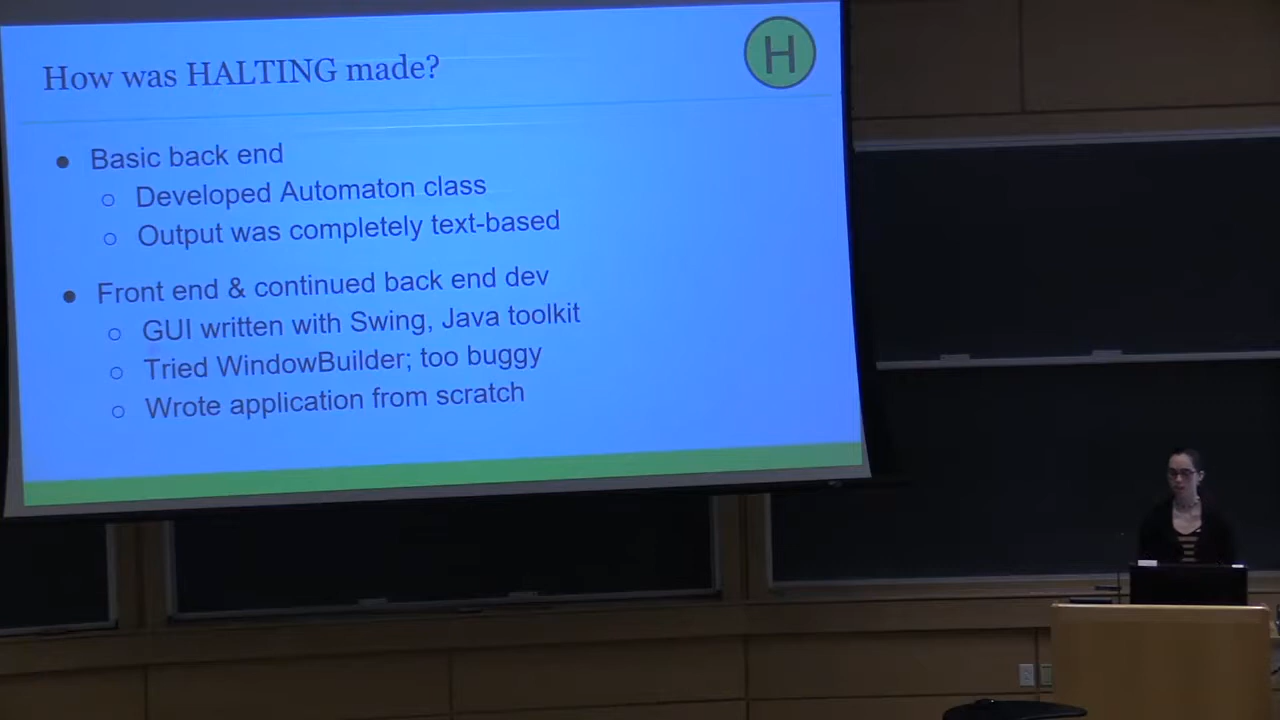 How was HALTING made?
H
● Basic back end
○ Developed Automaton class
○ Output was completely text-based
● Front end & continued back end dev
○ GUI written with Swing, Java toolkit
○ Tried WindowBuilder; too buggy
○ Wrote application from scratch